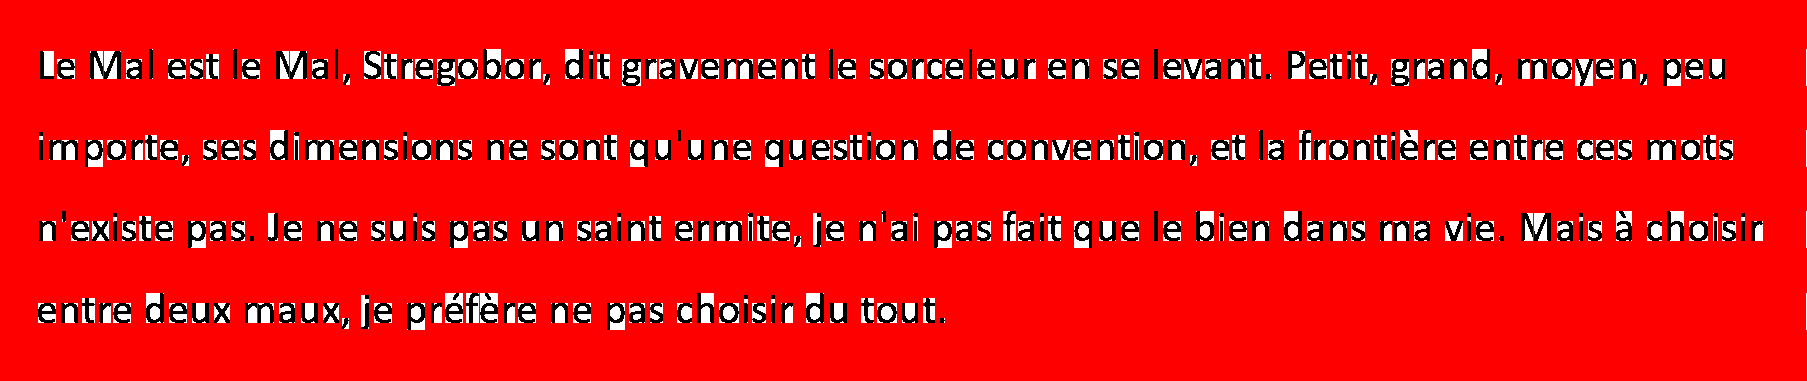 Le Mal est le Mal, Stregobor, dit gravement le sorceleur en se levant. Petit, grand, moyen, peu
importe, ses dimensions ne sont qu'une question de convention, et la frontière entre ces mots
n'existe pas. Je ne suis pas un saint ermite, je n'ai pas fait que le bien dans ma vie. Mais à choisir
entre deux maux, je préfère ne pas choisir du tout.